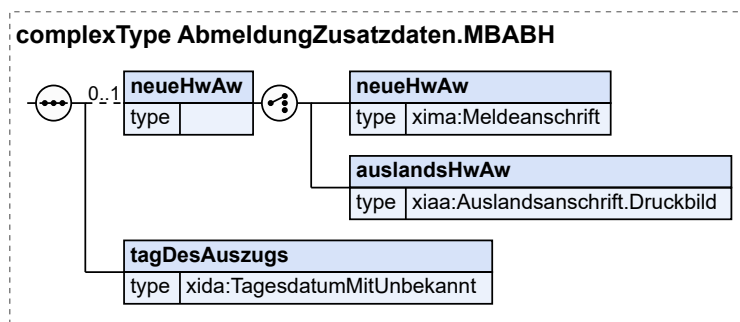 complexType AbmeldungZusatzdaten.MBABH
0..1
neueHwAw
type
neueHwAw
type xima:Meldeanschrift
auslandsHwAw
type xiaa:Auslandsanschrift.Druckbild
tagDesAuszugs
type xida:TagesdatumMitUnbekannt